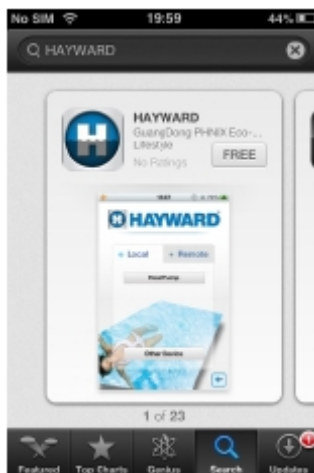 No SIM 19:59 44%
HAYWARD
HAYWARD
GuangDong PHNIX Eco-...
Lifestyle
No Ratings FREE
HAYWARD
Local Remote
HeatPump
Other Device
1 of 23
Featured Top Charts Genius Search Updates